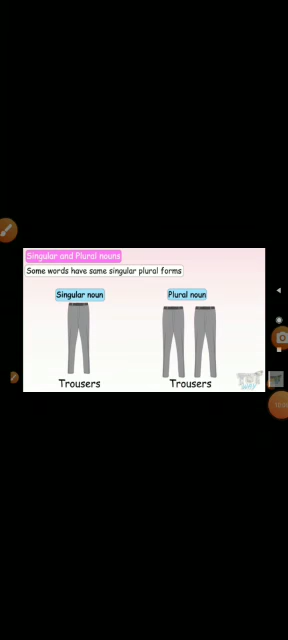 Singular and Plural nouns
Some words have same singular plural forms
Singular noun
Plural noun
Trousers
Trousers